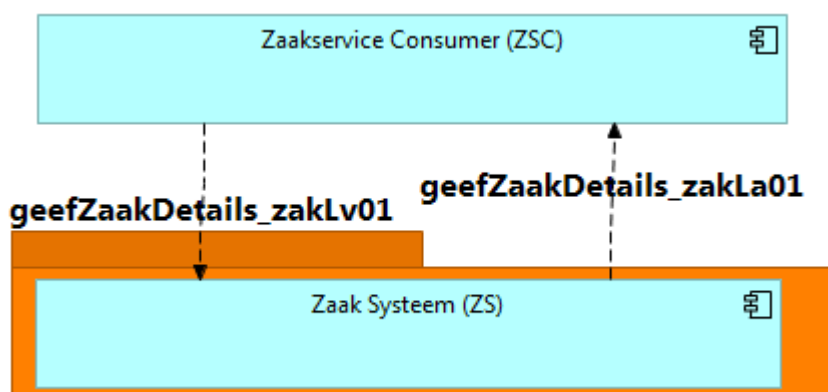 Zaakservice Consumer (ZSC)
geefZaakDetails_zakLa01
geefZaakDetails_zakLv01
Zaak Systeem (ZS)